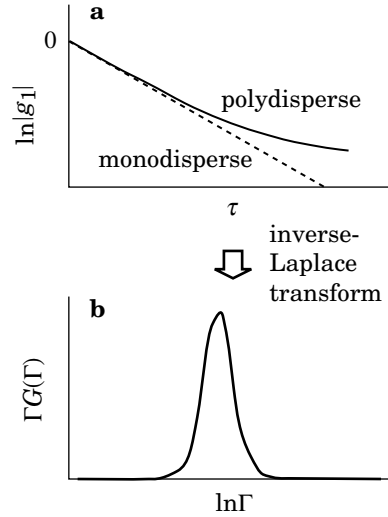 a
0
ln|g₁|
polydisperse
monodisperse
τ
inverse-
Laplace
transform
b
ΓG(Γ)
lnΓ